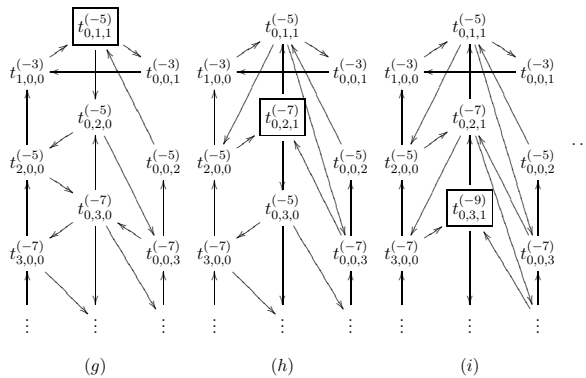 t_{0,1,1}^{(-5)} t_{0,1,1}^{(-5)} t_{0,1,1}^{(-5)}
t_{1,0,0}^{(-3)} t_{0,0,1}^{(-3)} t_{1,0,0}^{(-3)} t_{0,0,1}^{(-3)} t_{1,0,0}^{(-3)} t_{0,0,1}^{(-3)}
t_{0,2,0}^{(-5)} t_{0,2,1}^{(-7)} t_{0,2,1}^{(-7)}
...
t_{2,0,0}^{(-5)} t_{0,0,2}^{(-5)} t_{2,0,0}^{(-5)} t_{0,0,2}^{(-5)} t_{2,0,0}^{(-5)} t_{0,0,2}^{(-5)}
t_{0,3,0}^{(-7)} t_{0,3,0}^{(-5)} t_{0,3,1}^{(-9)}
t_{3,0,0}^{(-7)} t_{0,0,3}^{(-7)} t_{3,0,0}^{(-7)} t_{0,0,3}^{(-7)} t_{3,0,0}^{(-7)} t_{0,0,3}^{(-7)}
⋮ ⋮ ⋮ ⋮ ⋮ ⋮ ⋮ ⋮ ⋮
(g) (h) (i)